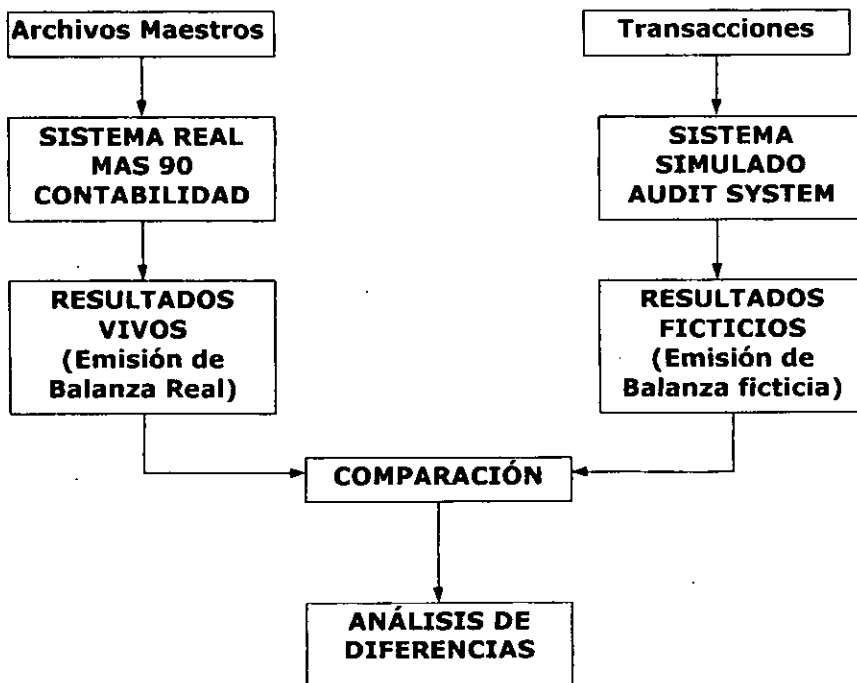 Archivos Maestros
Transacciones
SISTEMA REAL
MAS 90
CONTABILIDAD
SISTEMA
SIMULADO
AUDIT SYSTEM
RESULTADOS
VIVOS
(Emisión de
Balanza Real)
RESULTADOS
FICTICIOS
(Emisión de
Balanza ficticia)
COMPARACIÓN
ANÁLISIS DE
DIFERENCIAS